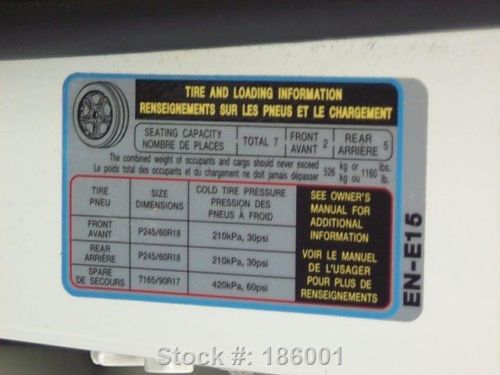 TIRE AND LOADING INFORMATION
RENSEIGNEMENTS SUR LES PNEUS ET LE CHARGEMENT
SEATING CAPACITY
NOMBRE DE PLACES
TOTAL 7
FRONT
AVANT 2
REAR
ARRIÈRE 5
The combined weight of occupants and cargo should never exceed 526 kg or 1160 lbs.
Le poids total des occupants et du chargement ne doit jamais dépasser kg ou lb.
TIRE
PNEU
SIZE
DIMENSIONS
COLD TIRE PRESSURE
PRESSION DES
PNEUS À FROID
SEE OWNER'S
MANUAL FOR
ADDITIONAL
INFORMATION
FRONT
AVANT
P245/60R18
210kPa, 30psi
REAR
ARRIÈRE
P245/60R18
210kPa, 30psi
VOIR LE MANUEL
DE L'USAGER
POUR PLUS DE
RENSEIGNEMENTS
SPARE
DE SECOURS
T165/90R17
420kPa, 60psi
EN-E15
Stock #: 186001